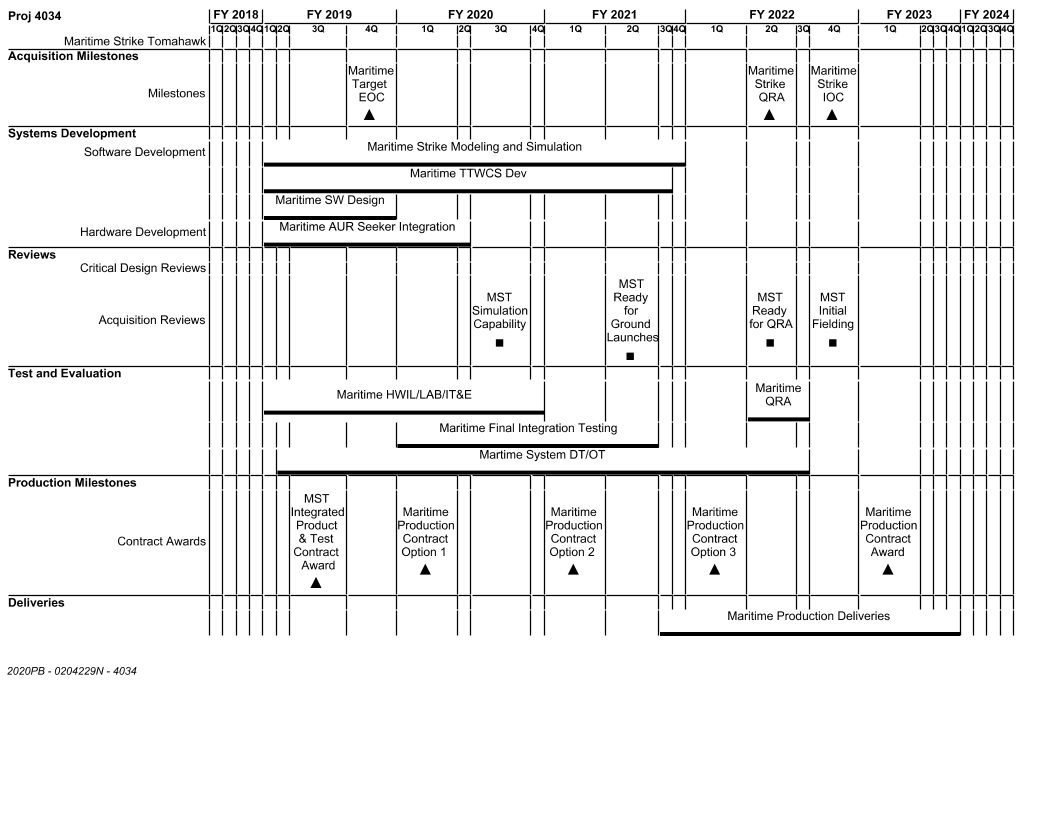 Proj 4034
FY 2018 FY 2019 FY 2020 FY 2021 FY 2022 FY 2023 FY 2024
Maritime Strike Tomahawk
1Q 2Q 3Q 4Q 1Q 2Q 3Q 4Q 1Q 2Q 3Q 4Q 1Q 2Q 3Q 4Q 1Q 2Q 3Q 4Q 1Q 2Q 3Q 4Q 1Q 2Q 3Q 4Q
Acquisition Milestones
Milestones
Maritime
Target
EOC
Maritime
Strike
QRA
Maritime
Strike
IOC
Systems Development
Software Development
Maritime Strike Modeling and Simulation
Maritime TTWCS Dev
Maritime SW Design
Hardware Development
Maritime AUR Seeker Integration
Reviews
Critical Design Reviews
Acquisition Reviews
MST
Simulation
Capability
MST
Ready
for
Ground
Launches
MST
Ready
for QRA
MST
Initial
Fielding
Test and Evaluation
Maritime HWIL/LAB/IT&E
Maritime
QRA
Maritime Final Integration Testing
Martime System DT/OT
Production Milestones
Contract Awards
MST
Integrated
Product
& Test
Contract
Award
Maritime
Production
Contract
Option 1
Maritime
Production
Contract
Option 2
Maritime
Production
Contract
Option 3
Maritime
Production
Contract
Award
Deliveries
Maritime Production Deliveries
2020PB - 0204229N - 4034